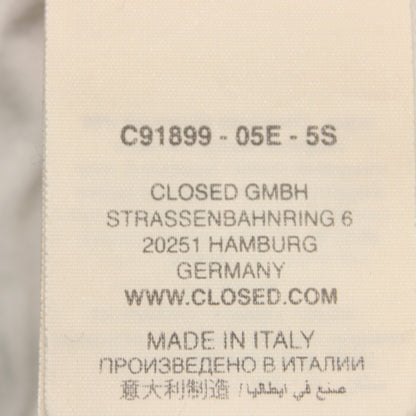 C91899 - 05E - 5S
CLOSED GMBH
STRASSENBAHNRING 6
20251 HAMBURG
GERMANY
WWW.CLOSED.COM
MADE IN ITALY
ПРОИЗВЕДЕНО В ИТАЛИИ
意大利制造 / صنع في ايطاليا